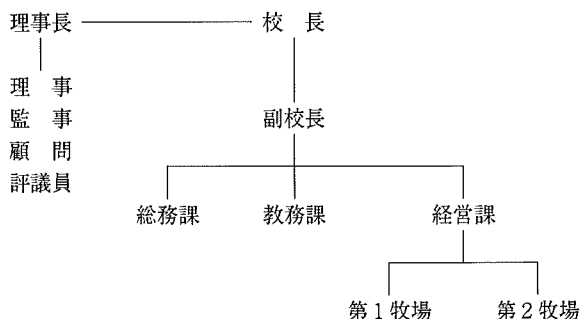 理事長 校 長
理 事
監 事 副校長
顧 問
評議員
総務課 教務課 経営課
第1牧場 第2牧場